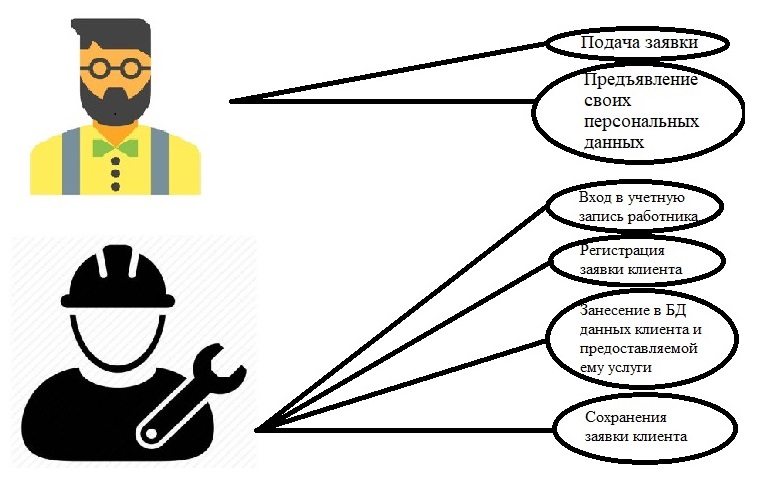 Подача заявки
Предъявление
своих
персональных
данных
Вход в учетную
запись работника
Регистрация
заявки клиента
Занесение в БД
данных клиента и
предоставляемой
ему услуги
Сохранения
заявки клиента